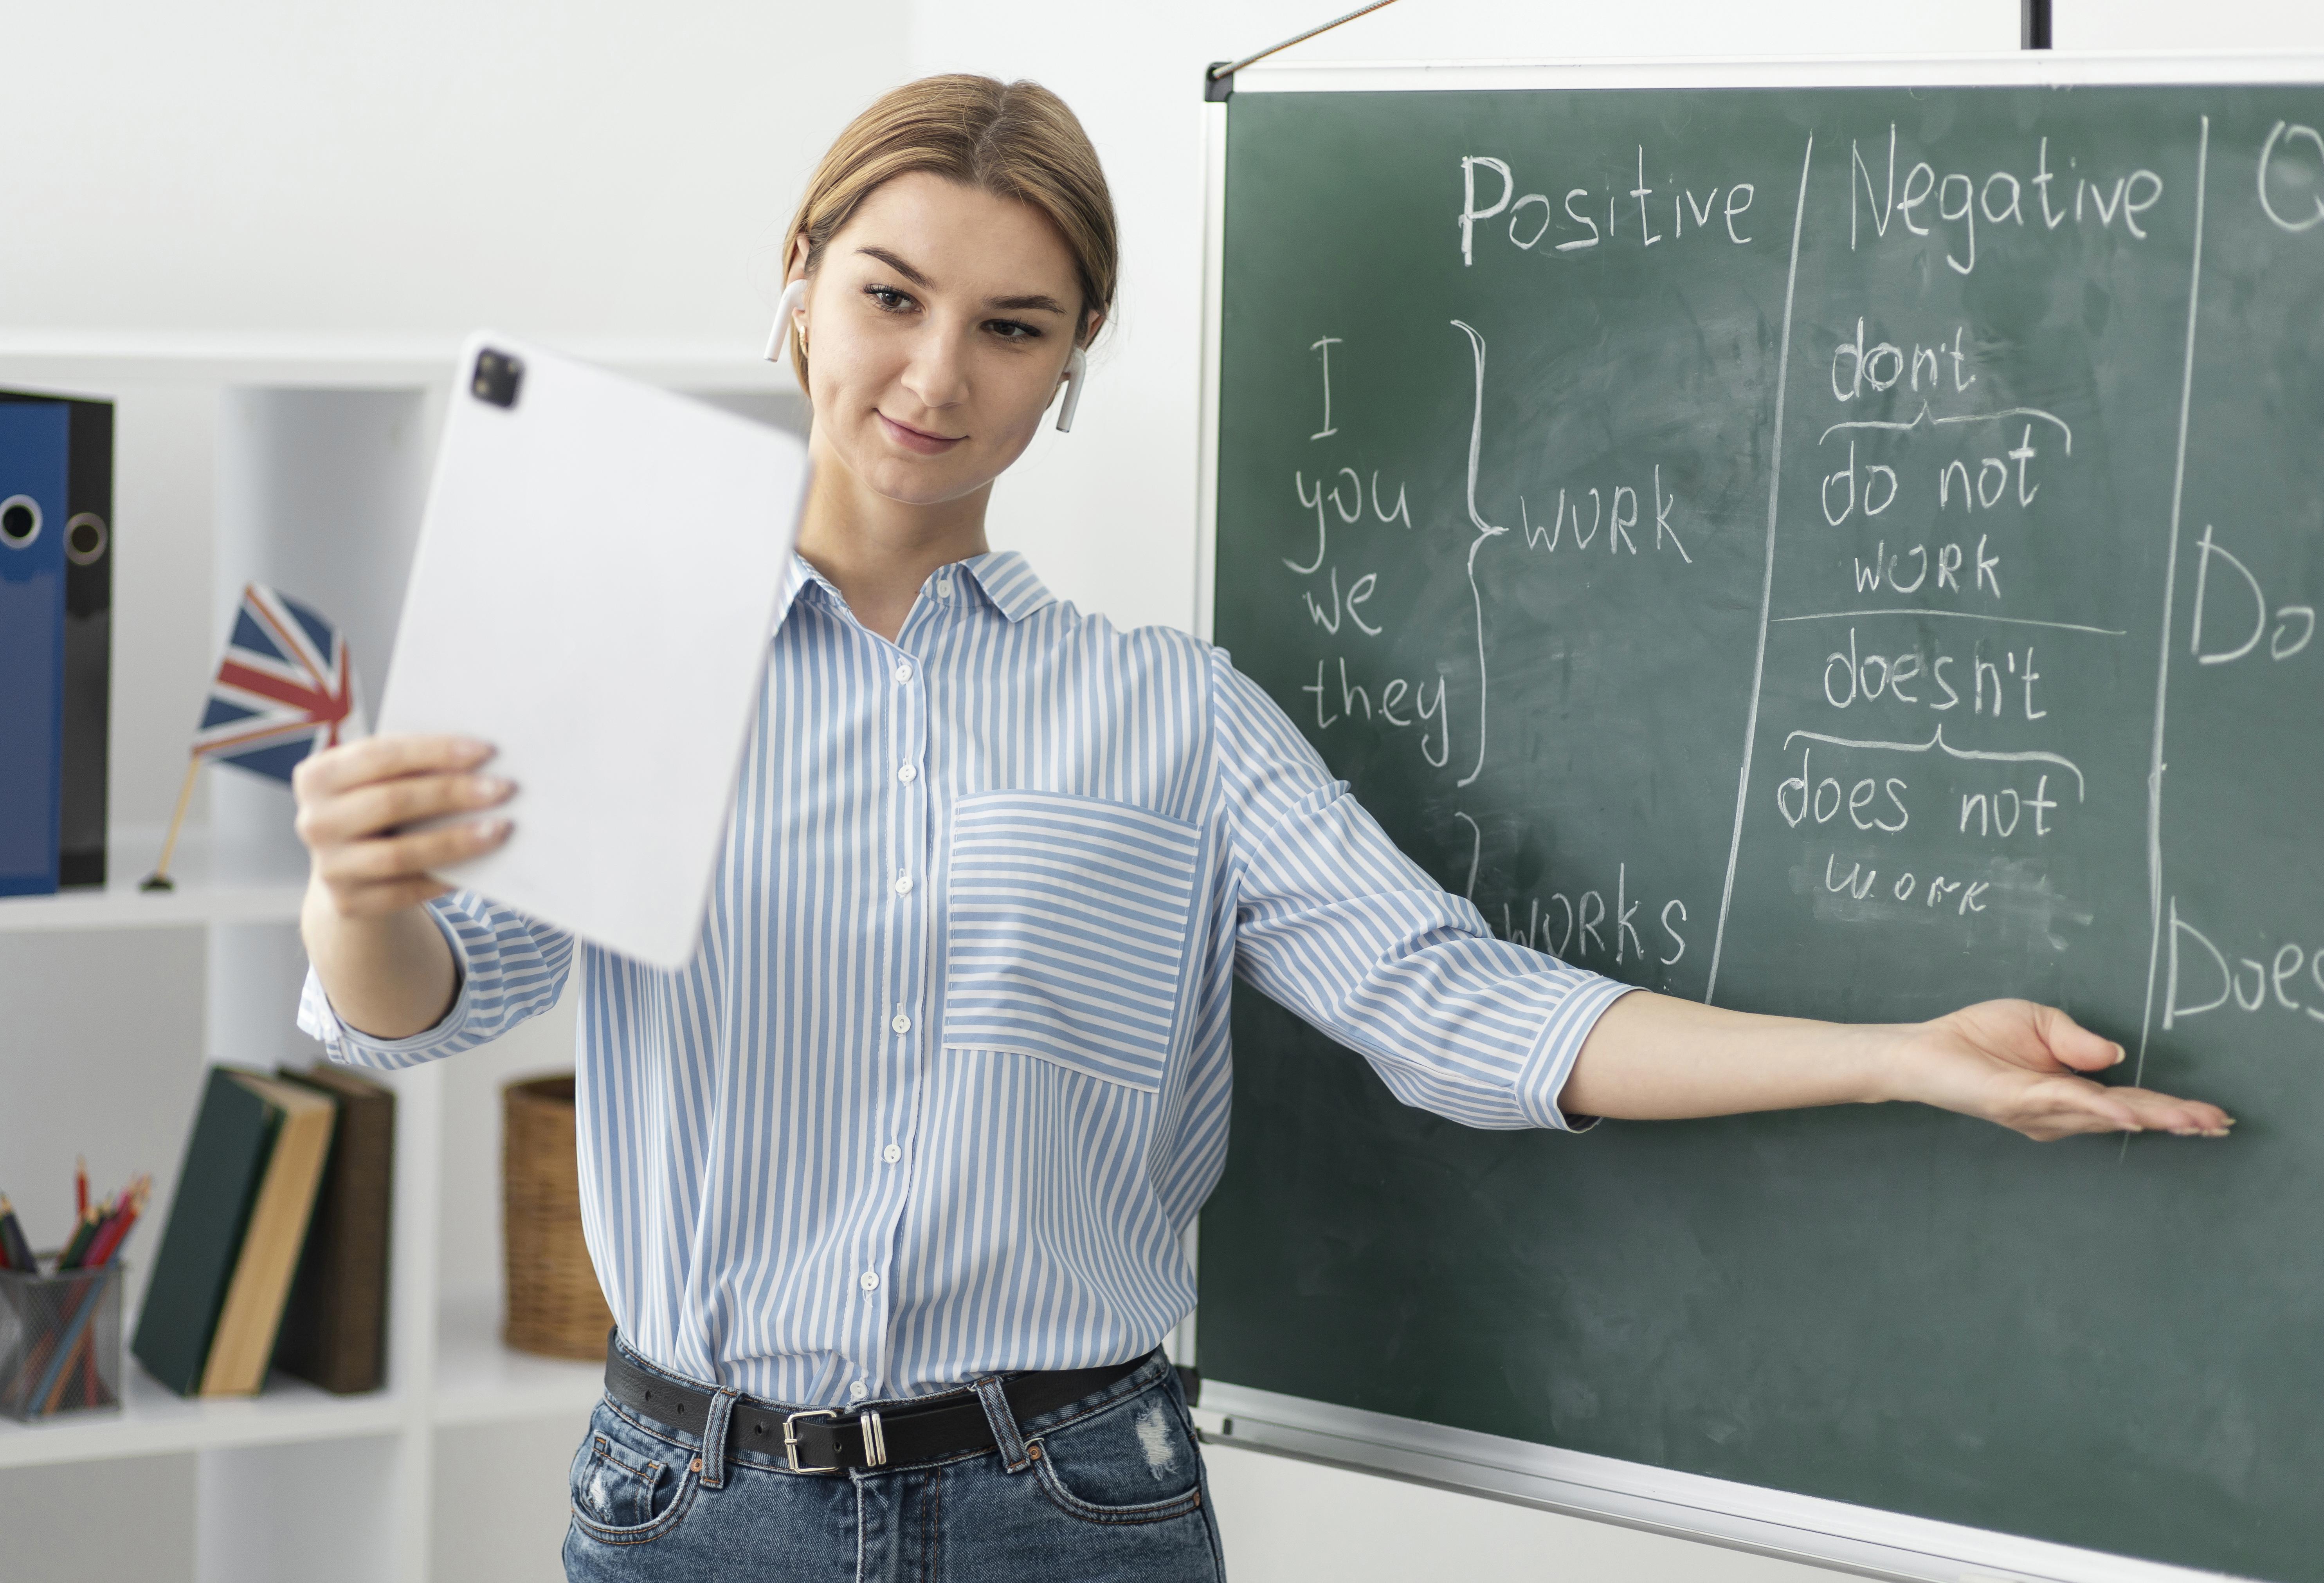 Positive Negative
I
you
we
they
work
works
don't
do not
work
doesn't
does not
work
Do
Does